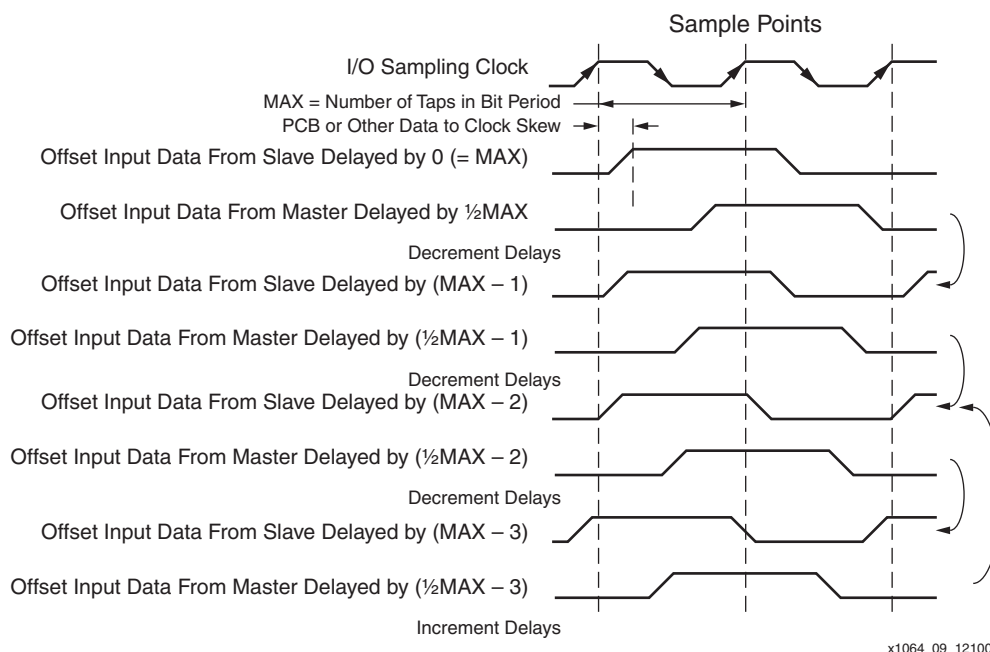 Sample Points
I/O Sampling Clock
MAX = Number of Taps in Bit Period
PCB or Other Data to Clock Skew
Offset Input Data From Slave Delayed by 0 (= MAX)
Offset Input Data From Master Delayed by ½MAX
Decrement Delays
Offset Input Data From Slave Delayed by (MAX – 1)
Offset Input Data From Master Delayed by (½MAX – 1)
Decrement Delays
Offset Input Data From Slave Delayed by (MAX – 2)
Offset Input Data From Master Delayed by (½MAX – 2)
Decrement Delays
Offset Input Data From Slave Delayed by (MAX – 3)
Offset Input Data From Master Delayed by (½MAX – 3)
Increment Delays
x1064_09_12100